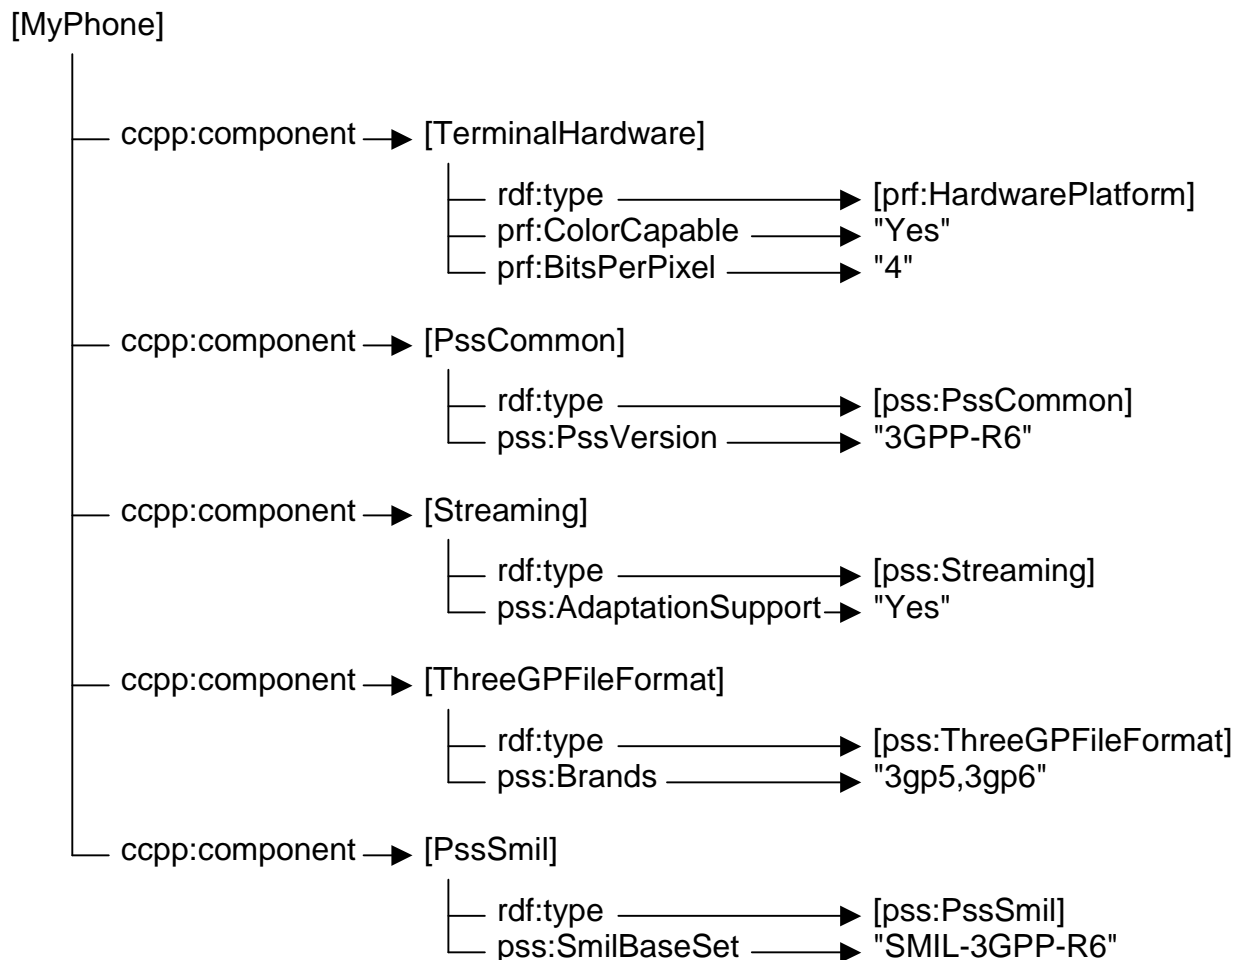 [MyPhone]
ccpp:component [TerminalHardware]
rdf:type [prf:HardwarePlatform]
prf:ColorCapable "Yes"
prf:BitsPerPixel "4"
ccpp:component [PssCommon]
rdf:type [pss:PssCommon]
pss:PssVersion "3GPP-R6"
ccpp:component [Streaming]
rdf:type [pss:Streaming]
pss:AdaptationSupport "Yes"
ccpp:component [ThreeGPFileFormat]
rdf:type [pss:ThreeGPFileFormat]
pss:Brands "3gp5,3gp6"
ccpp:component [PssSmil]
rdf:type [pss:PssSmil]
pss:SmilBaseSet "SMIL-3GPP-R6"